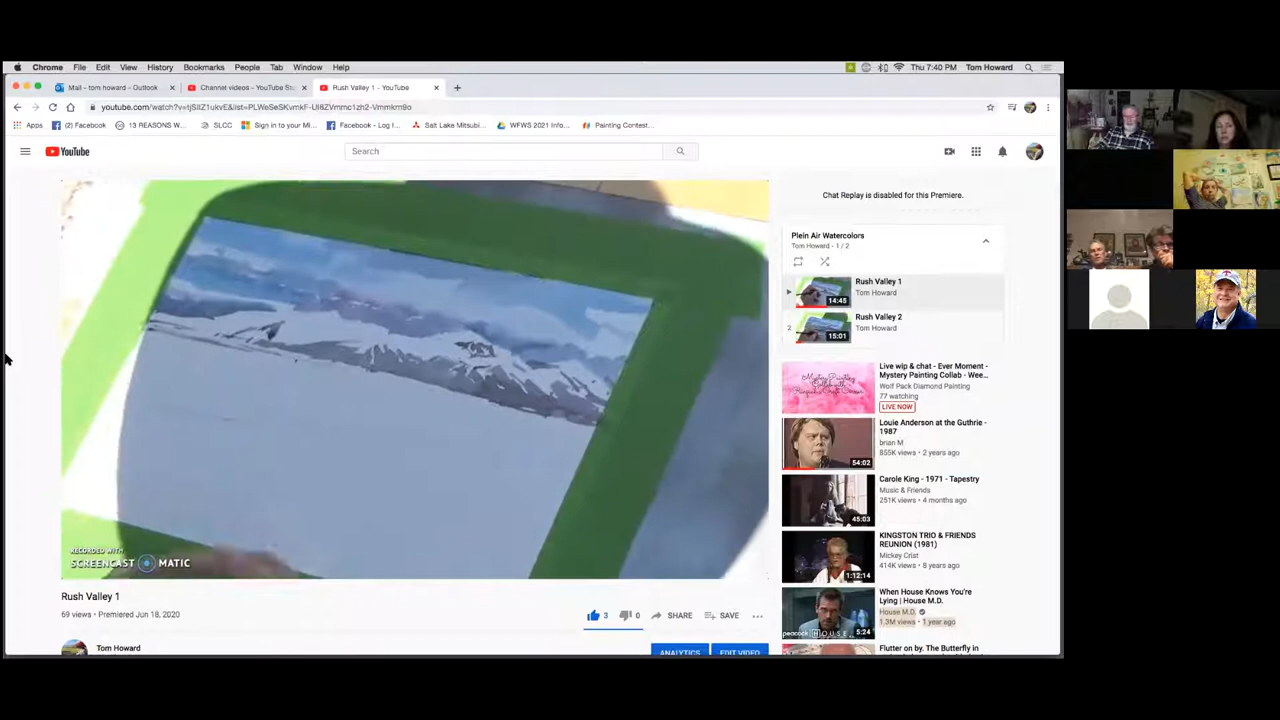 Chrome File Edit View History Bookmarks People Tab Window Help Thu 7:40 PM Tom Howard
Mail - tom howard - Outlook
Channel videos - YouTube Stu
Rush Valley 1 - YouTube
Apps (2) Facebook 13 REASONS W... SLCC Sign in to your Mi... Facebook - Log I... Salt Lake Mitsubi... WFWS 2021 Info... Painting Contest...
YouTube
Search
Chat Replay is disabled for this Premiere.
Plein Air Watercolors
Tom Howard - 1 / 2
Rush Valley 1
Tom Howard
14:45
2
Rush Valley 2
Tom Howard
15:01
Live wip & chat - Ever Moment -
Mystery Painting Collab - Wee...
Wolf Pack Diamond Painting
77 watching
LIVE NOW
Louie Anderson at the Guthrie -
1987
brian M
855K views • 2 years ago
54:02
Carole King - 1971 - Tapestry
Music & Friends
251K views • 4 months ago
45:03
KINGSTON TRIO & FRIENDS
REUNION (1981)
Mickey Crist
414K views • 8 years ago
1:12:14
When House Knows You're
Lying | House M.D.
House M.D.
1.3M views • 1 year ago
peacock HOUSE
5:24
Flutter on by. The Butterfly in
RECORDED WITH
SCREENCAST MATIC
Rush Valley 1
69 views • Premiered Jun 18, 2020
3 0 SHARE SAVE
Tom Howard
ANALYTICS EDIT VIDEO